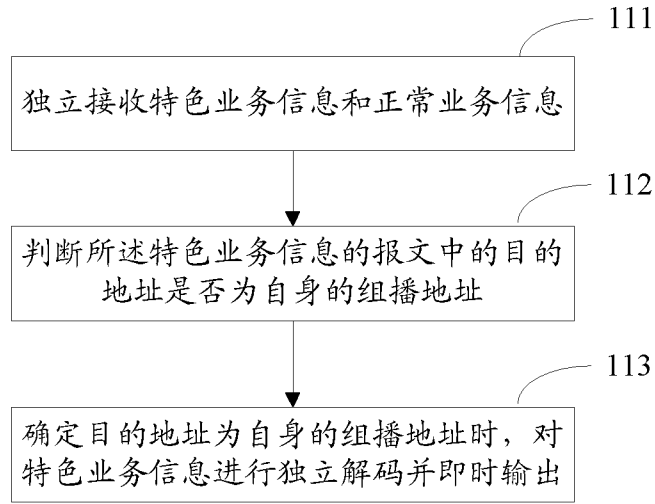 111
独立接收特色业务信息和正常业务信息
112
判断所述特色业务信息的报文中的目的
地址是否为自身的组播地址
113
确定目的地址为自身的组播地址时，对
特色业务信息进行独立解码并即时输出